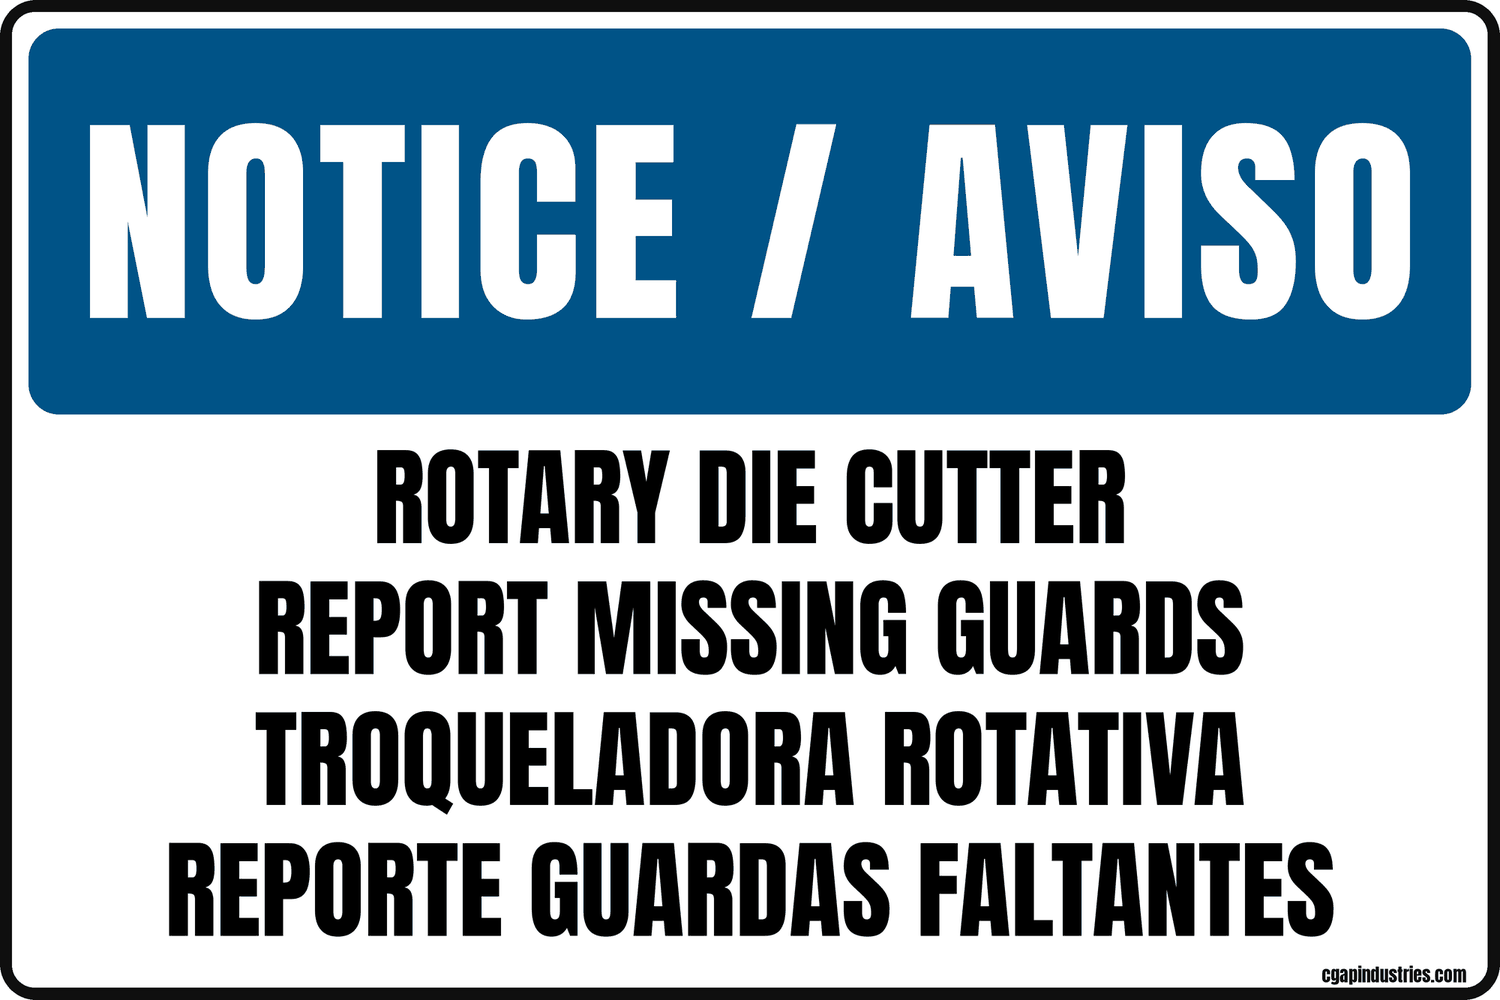 NOTICE / AVISO
ROTARY DIE CUTTER
REPORT MISSING GUARDS
TROQUELADORA ROTATIVA
REPORTE GUARDAS FALTANTES
cgapindustries.com